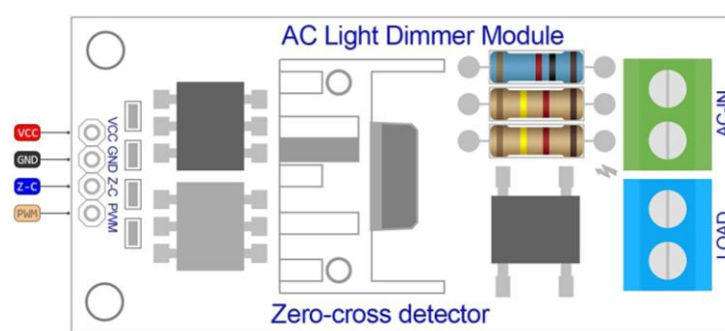 AC Light Dimmer Module
VCC
GND
Z-C
PWM
VCC GND Z-C PWM
AC-IN
LOAD
Zero-cross detector